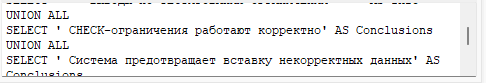 UNION ALL
SELECT ' CHECK-ограничения работают корректно' AS Conclusions
UNION ALL
SELECT ' Система предотвращает вставку некорректных данных' AS
Conclusions